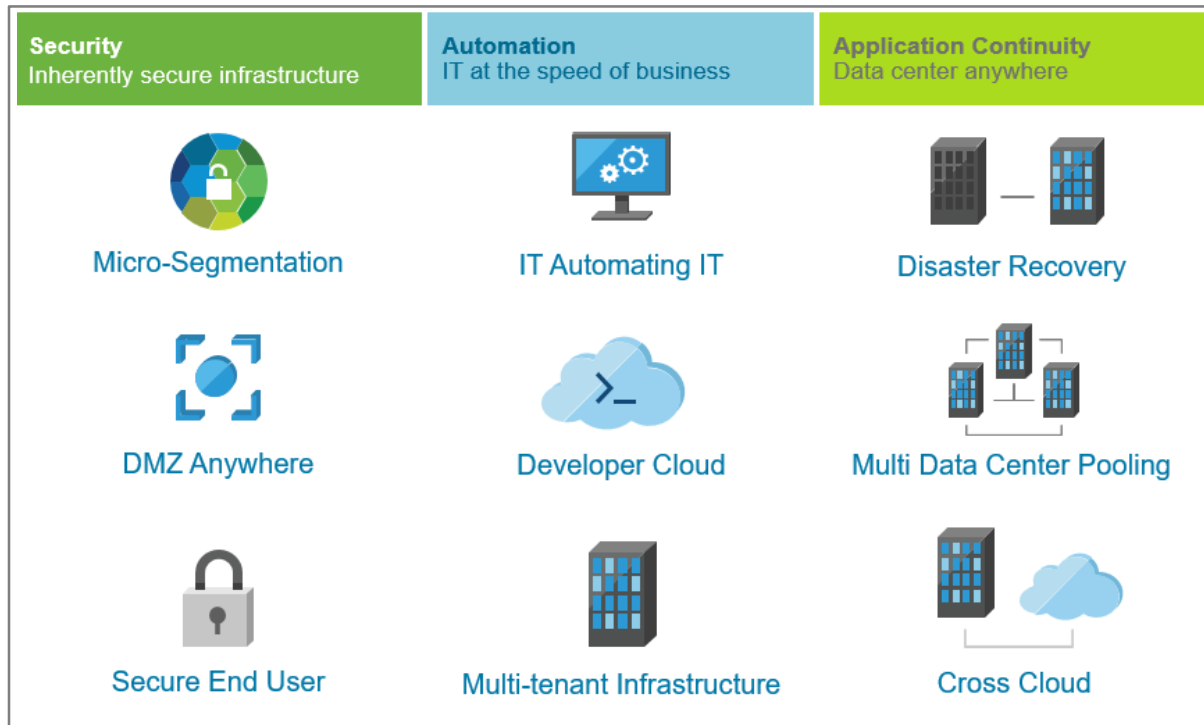 Security
Inherently secure infrastructure
Automation
IT at the speed of business
Application Continuity
Data center anywhere
Micro-Segmentation
IT Automating IT
Disaster Recovery
DMZ Anywhere
Developer Cloud
Multi Data Center Pooling
Secure End User
Multi-tenant Infrastructure
Cross Cloud